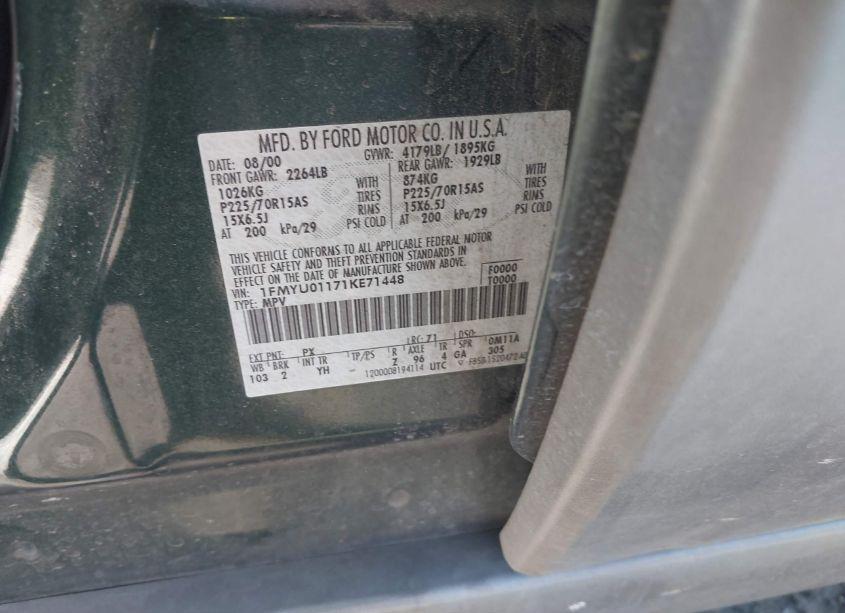 MFD. BY FORD MOTOR CO. IN U.S.A.
DATE: 08/00 GVWR: 4179LB / 1895KG
FRONT GAWR: 2264LB REAR GAWR: 1929LB
1026KG WITH 874KG WITH
P225/70R15AS TIRES P225/70R15AS TIRES
15X6.5J RIMS 15X6.5J RIMS
AT 200 kPa/29 PSI COLD AT 200 kPa/29 PSI COLD
THIS VEHICLE CONFORMS TO ALL APPLICABLE FEDERAL MOTOR
VEHICLE SAFETY AND THEFT PREVENTION STANDARDS IN
EFFECT ON THE DATE OF MANUFACTURE SHOWN ABOVE.
VIN: 1FMYU01171KE71448 F0000
TYPE: MPV T0000
EXT PNT: PX RC: 71 DSO:
WB BRK INT TR TP/PS R AXLE TR SPR 0M11A
103 2 YH - Z 96 4 GA 305
1200008194114 UTC